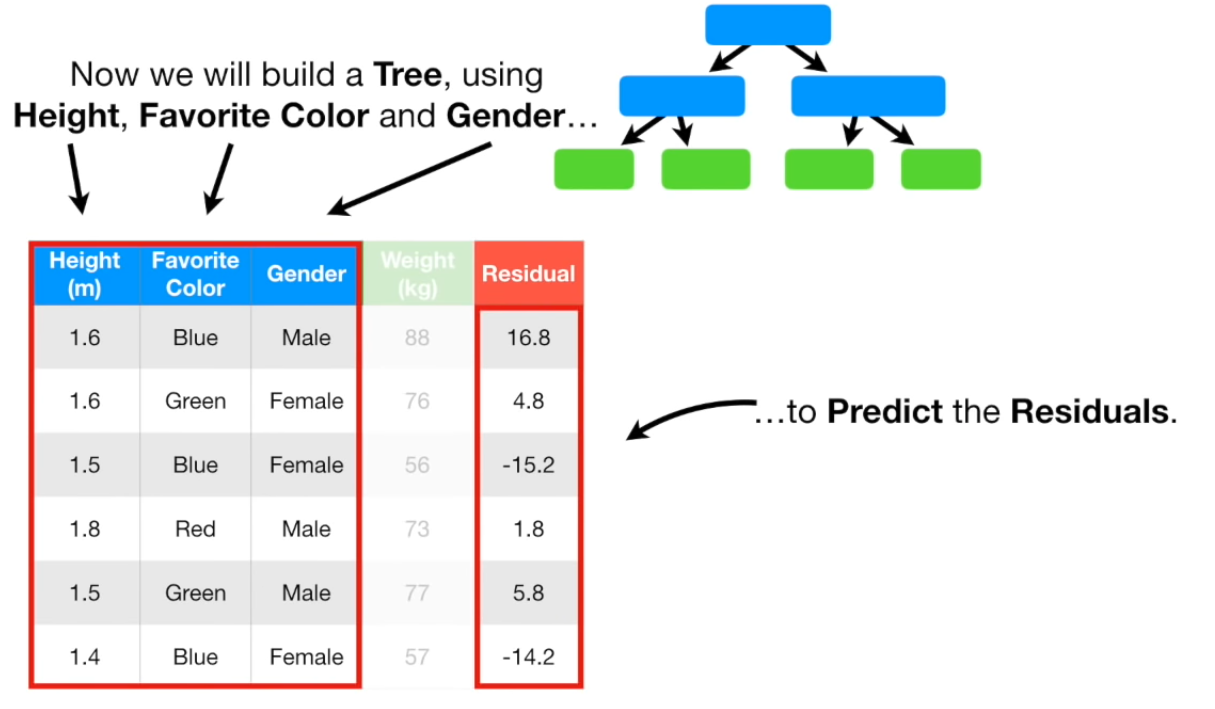 Now we will build a Tree, using
Height, Favorite Color and Gender...
Height (m) Favorite Color Gender Weight (kg) Residual
1.6 Blue Male 88 16.8
1.6 Green Female 76 4.8
1.5 Blue Female 56 -15.2
1.8 Red Male 73 1.8
1.5 Green Male 77 5.8
1.4 Blue Female 57 -14.2
...to Predict the Residuals.